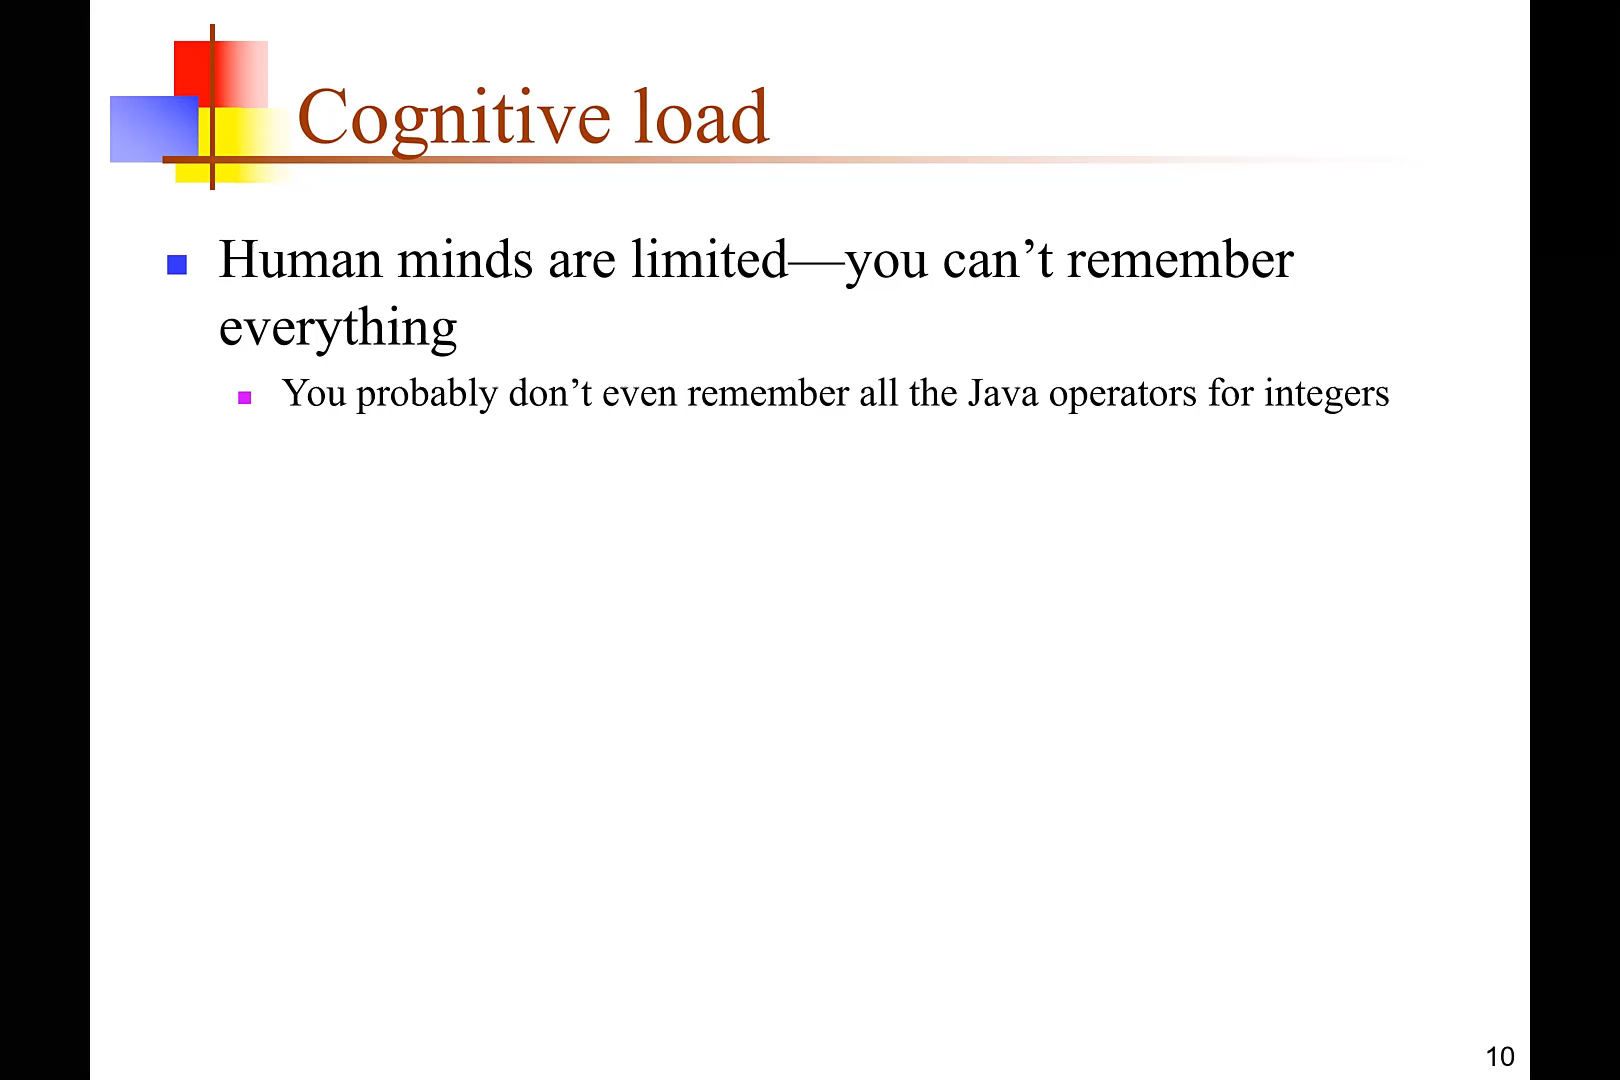 Cognitive load
Human minds are limited—you can’t remember
everything
You probably don’t even remember all the Java operators for integers
10